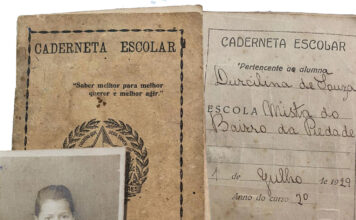 CADERNETA ESCOLAR
"Saber melhor para melhor
querer e melhor agir."
CADERNETA ESCOLAR
Pertencente ao alumno
Durcilina de Souza
ESCOLA Mista do
Bairro da Piedade
1 de Julho de 1929
Anno do curso 2º